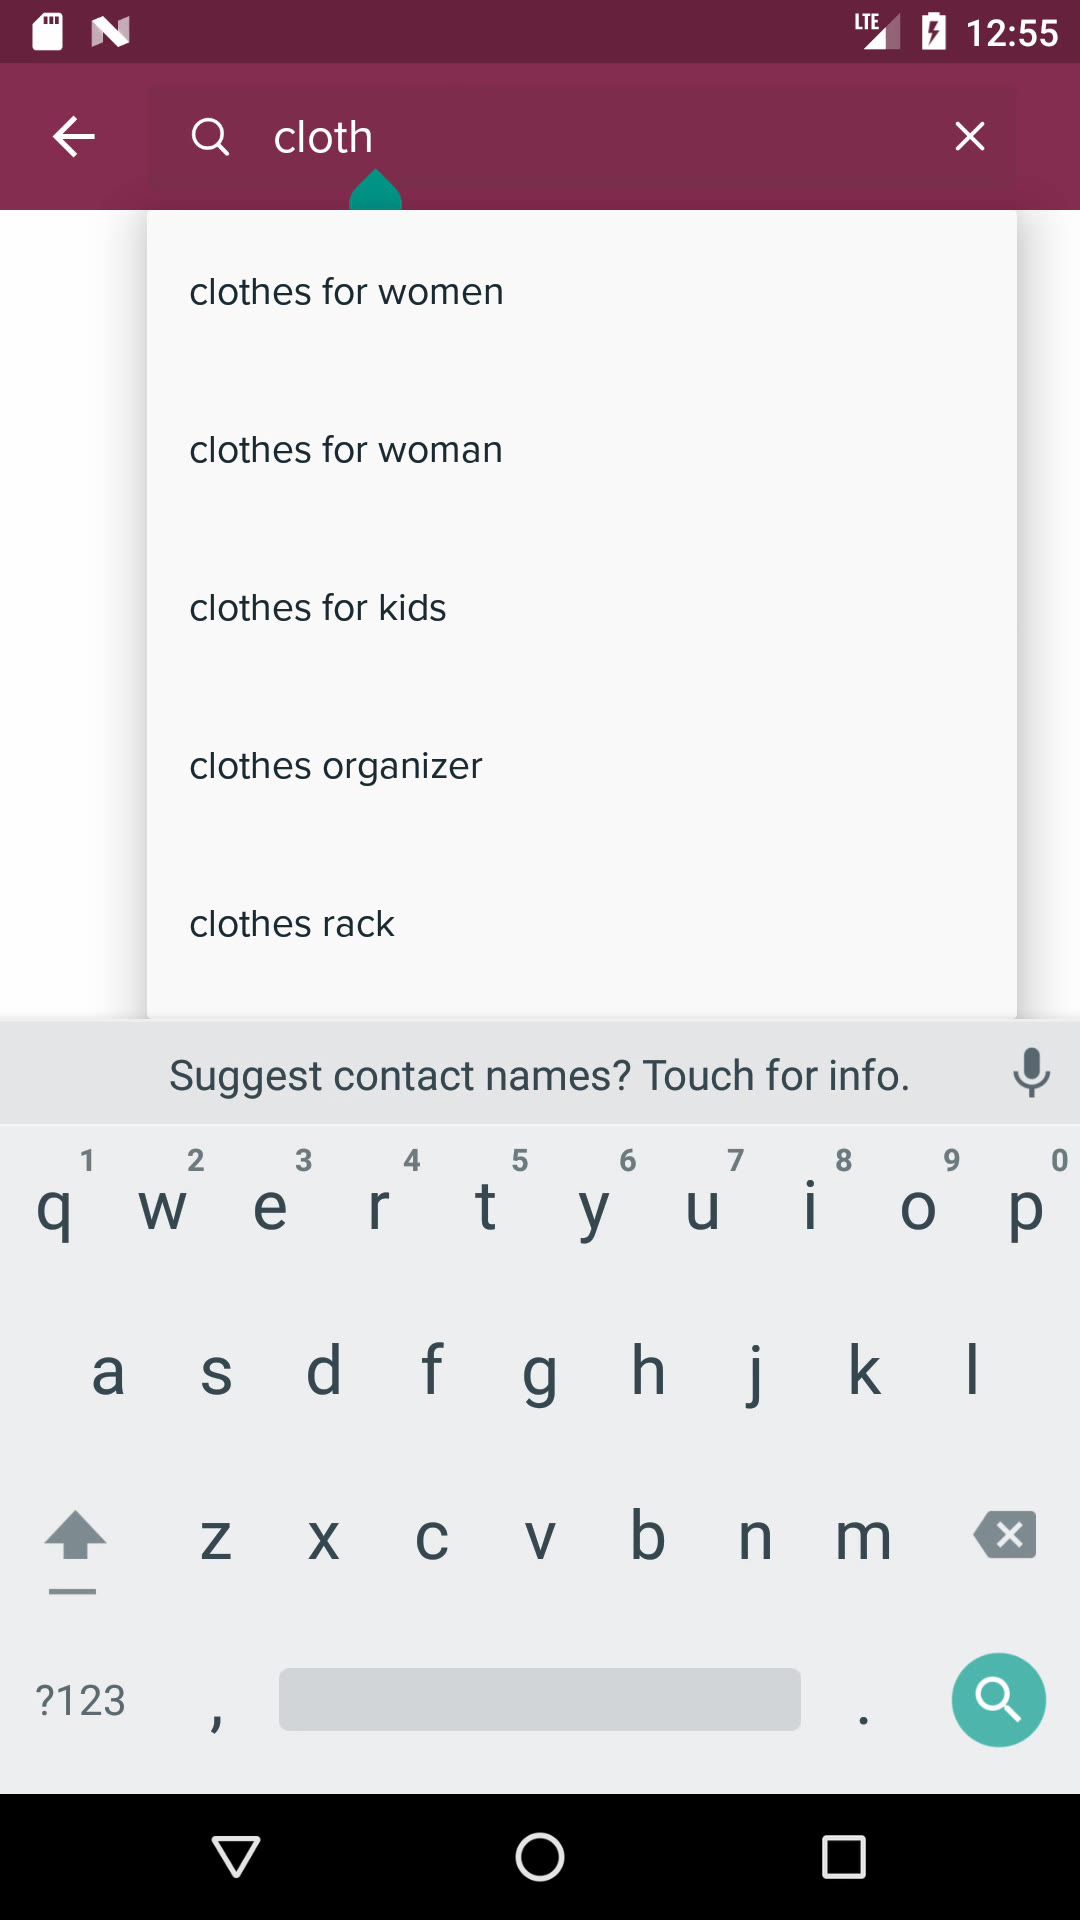 LTE 12:55
cloth
clothes for women
clothes for woman
clothes for kids
clothes organizer
clothes rack
Suggest contact names? Touch for info.
1 2 3 4 5 6 7 8 9 0
q w e r t y u i o p
a s d f g h j k l
z x c v b n m
?123 , .